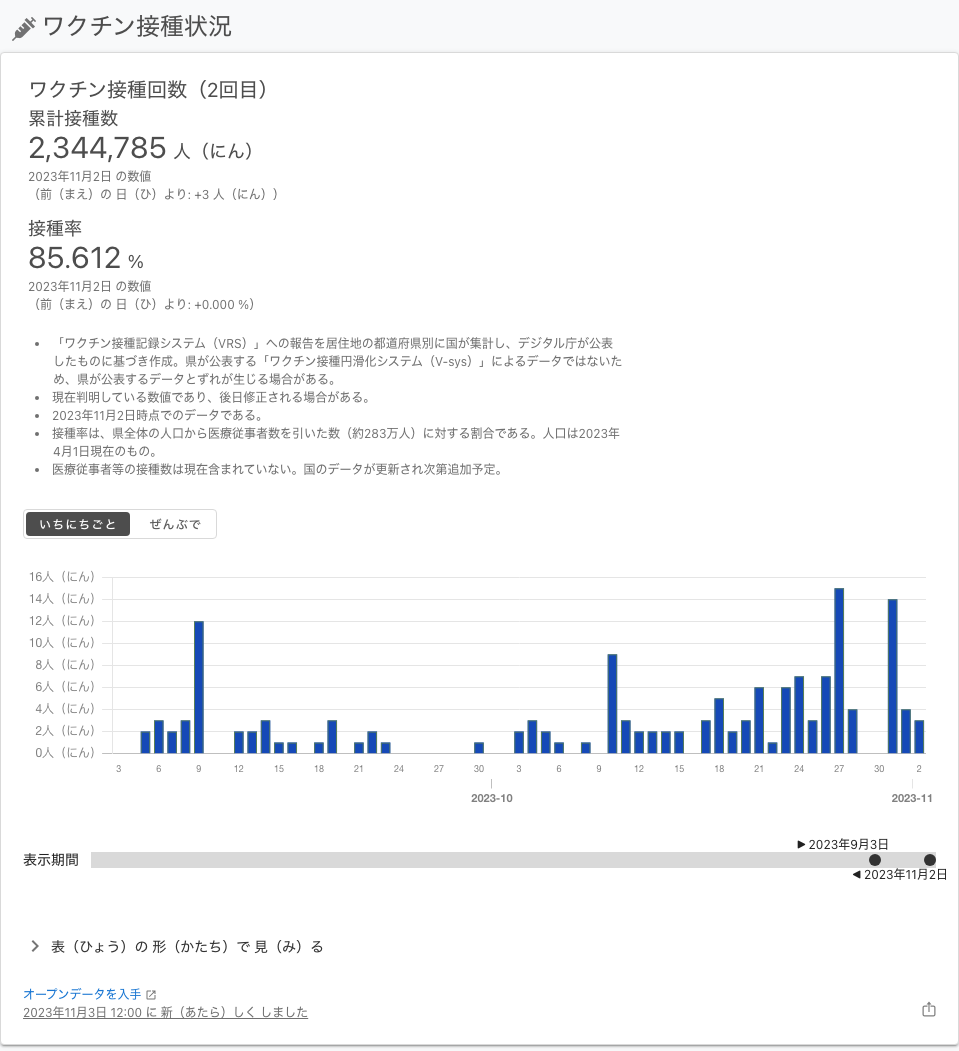 ワクチン接種状況
ワクチン接種回数（2回目）
累計接種数
2,344,785 人（にん）
2023年11月2日 の数値
（前（まえ）の 日（ひ）より: +3 人（にん））
接種率
85.612 %
2023年11月2日 の数値
（前（まえ）の 日（ひ）より: +0.000 %）
• 「ワクチン接種記録システム（VRS）」への報告を居住地の都道府県別に国が集計し、デジタル庁が公表
したものに基づき作成。県が公表する「ワクチン接種円滑化システム（V-sys）」によるデータではないた
め、県が公表するデータとずれが生じる場合がある。
• 現在判明している数値であり、後日修正される場合がある。
• 2023年11月2日時点でのデータである。
• 接種率は、県全体の人口から医療従事者数を引いた数（約283万人）に対する割合である。人口は2023年
4月1日現在のもの。
• 医療従事者等の接種数は現在含まれていない。国のデータが更新され次第追加予定。
いちにちごと ぜんぶで
16人（にん）
14人（にん）
12人（にん）
10人（にん）
8人（にん）
6人（にん）
4人（にん）
2人（にん）
0人（にん）
3 6 9 12 15 18 21 24 27 30 3 6 9 12 15 18 21 24 27 30 2
2023-10 2023-11
▶ 2023年9月3日
表示期間
◀ 2023年11月2日
表（ひょう）の 形（かたち）で 見（み）る
オープンデータを入手
2023年11月3日 12:00 に 新（あたら）しく しました